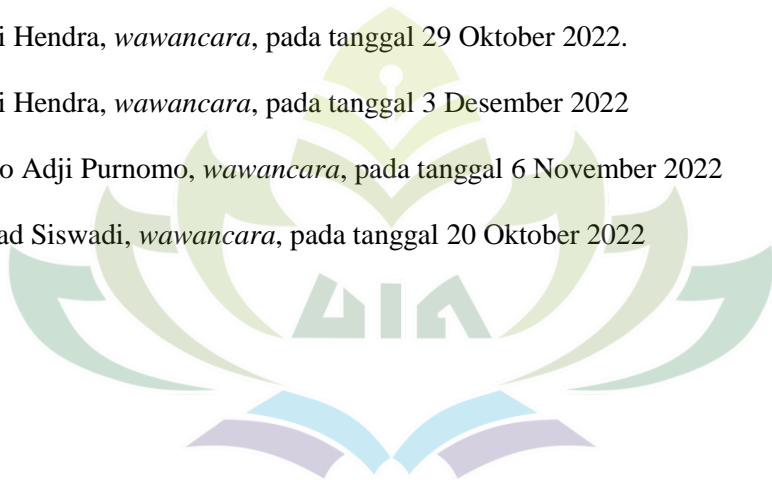 i Hendra, wawancara, pada tanggal 29 Oktober 2022.
i Hendra, wawancara, pada tanggal 3 Desember 2022
o Adji Purnomo, wawancara, pada tanggal 6 November 2022
ad Siswadi, wawancara, pada tanggal 20 Oktober 2022
UIN